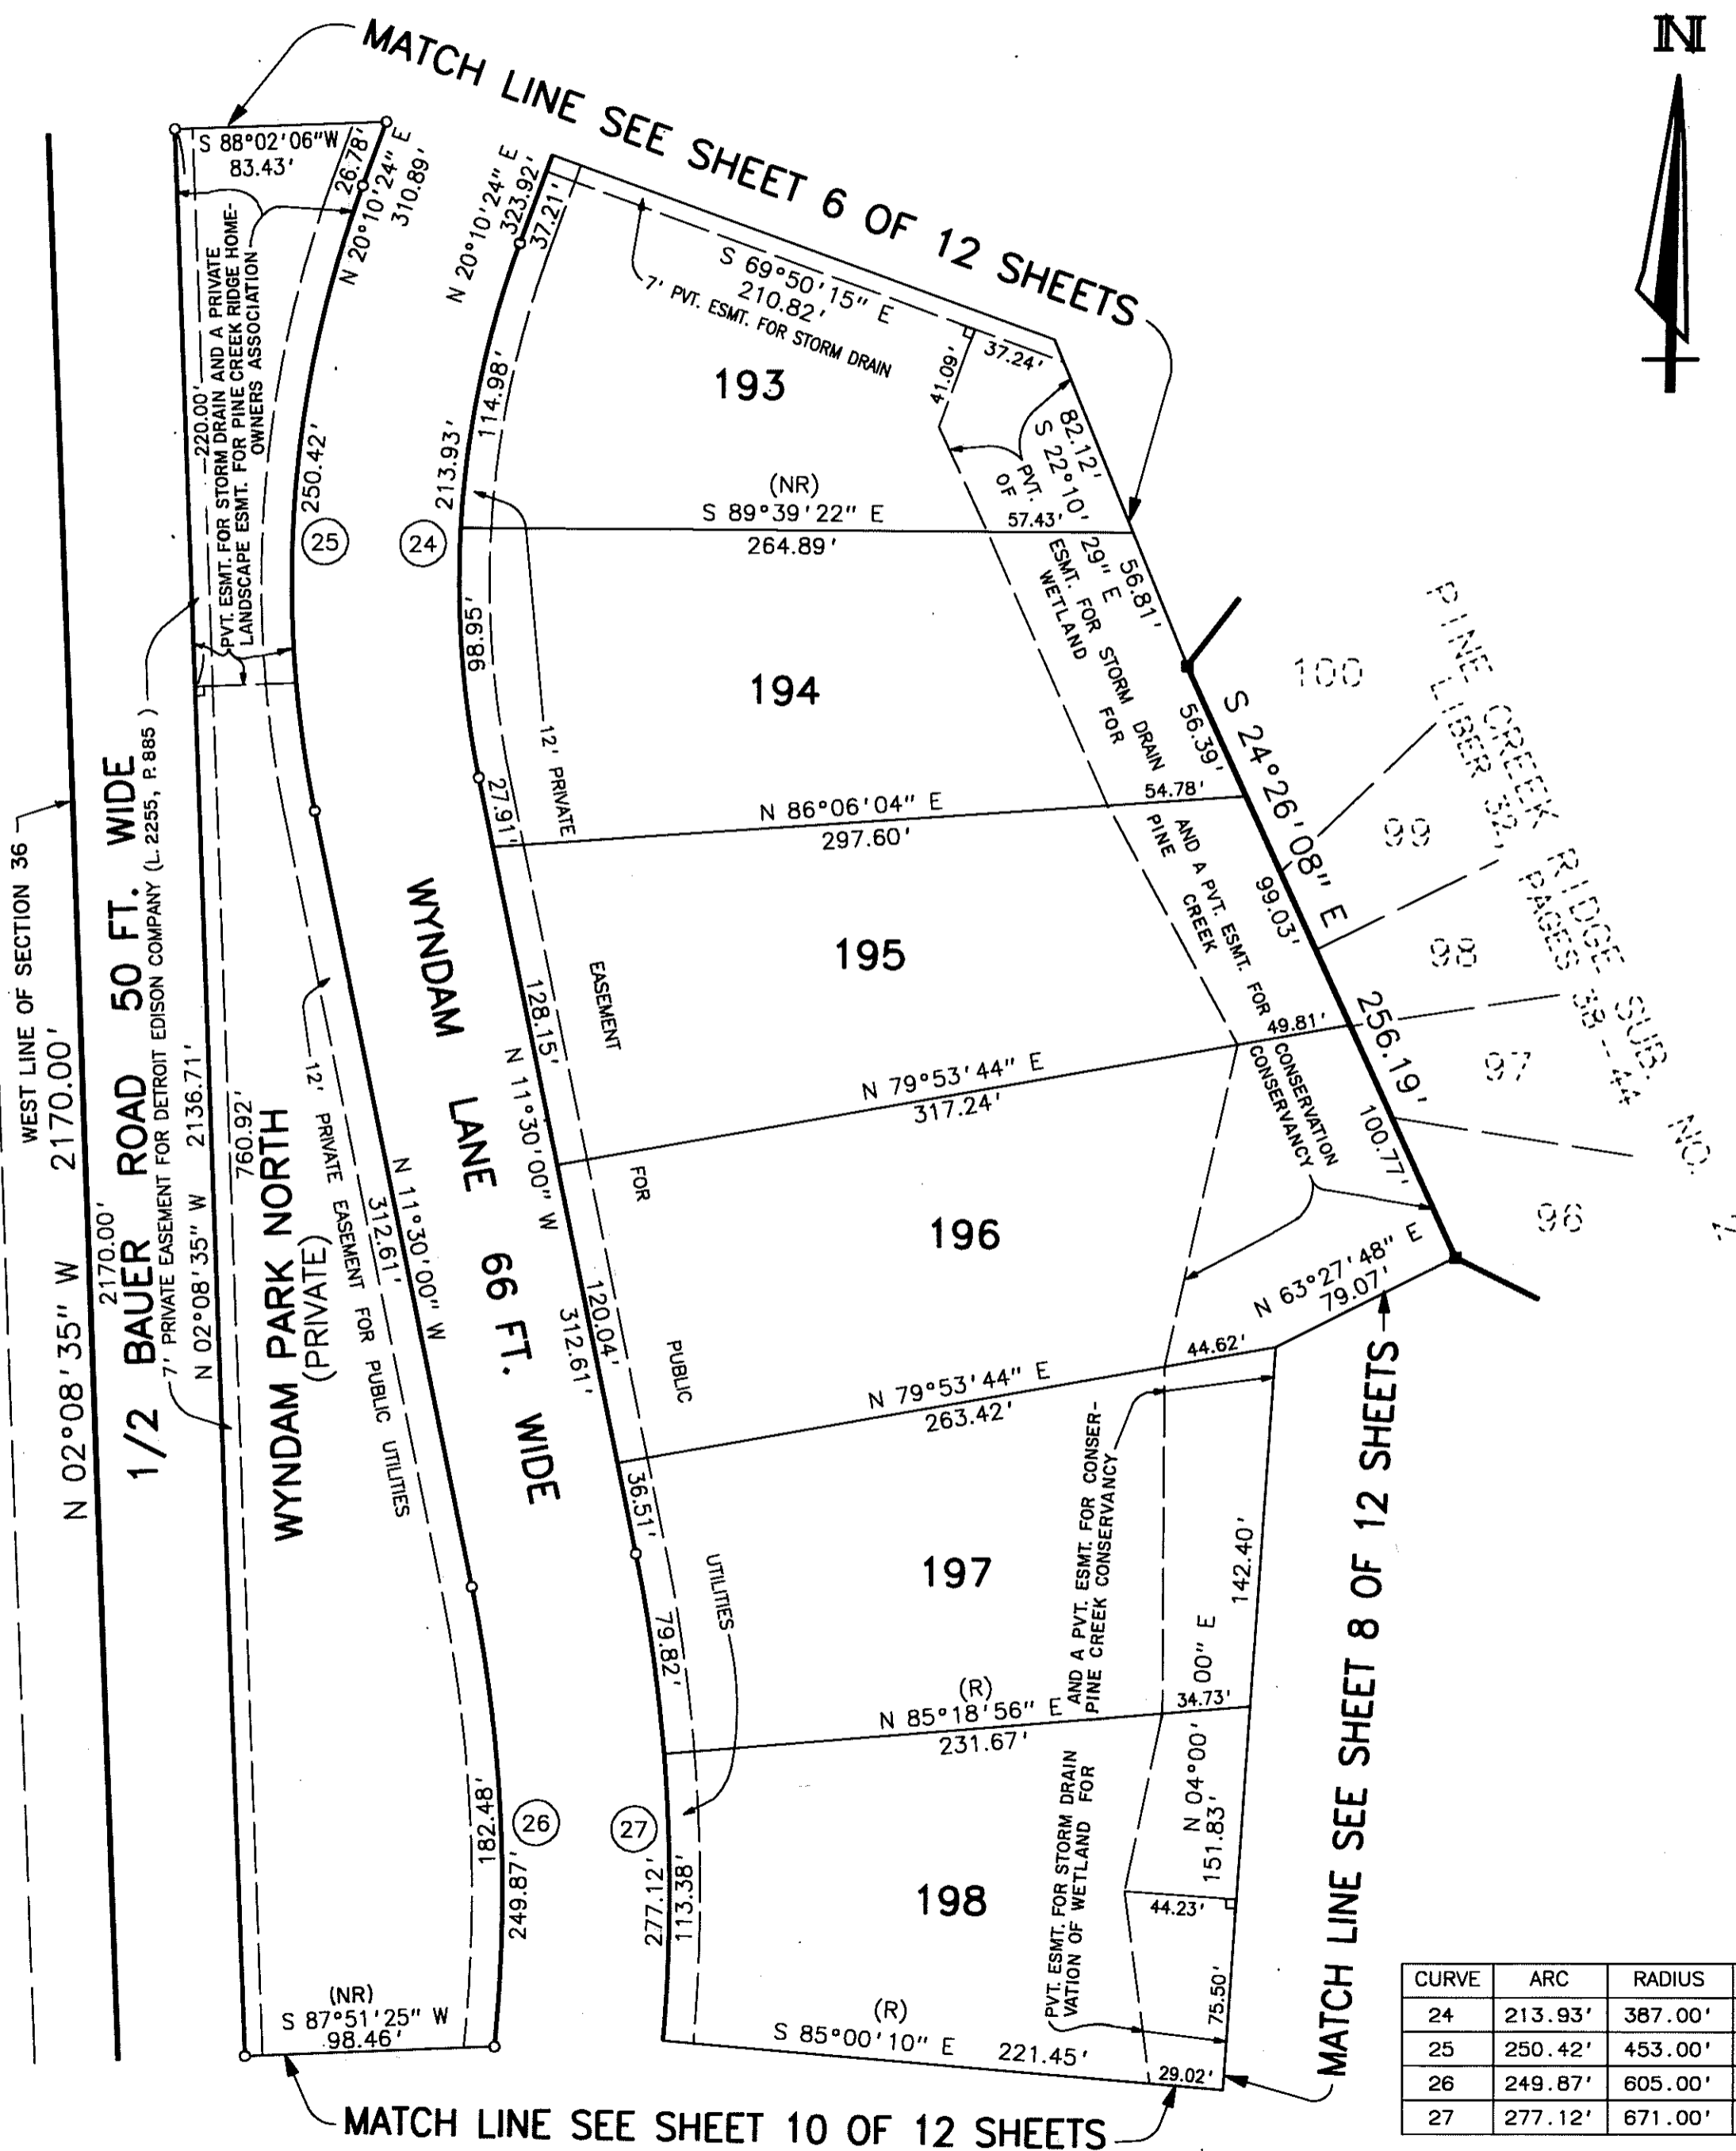 N
MATCH LINE SEE SHEET 6 OF 12 SHEETS
S 88°02'06"W
83.43'
26.78'
N 20°10'24" E
310.89'
N 20°10'24" E
323.92'
37.21'
S 69°50'15" E
210.82'
7' PVT. ESMT. FOR STORM DRAIN
37.24'
41.09'
193
220.00'
PVT. ESMT. FOR STORM DRAIN AND A PRIVATE
LANDSCAPE ESMT. FOR PINE CREEK RIDGE HOME-
OWNERS ASSOCIATION
250.42'
25
213.93'
24
114.98'
(NR)
S 89°39'22" E
264.89'
57.43'
82.12'
S 22°10'29" E
56.81'
PVT. ESMT. FOR STORM DRAIN AND A PVT. ESMT. FOR CONSERVATION
OF WETLAND FOR PINE CREEK CONSERVANCY
98.95'
194
27.91'
12' PRIVATE EASEMENT FOR PUBLIC UTILITIES
N 86°06'04" E
297.60'
54.78'
56.39'
S 24°26'08" E
256.19'
99.03'
100
99
98
97
96
PINE CREEK RIDGE SUB. NO. 2
LIBER 32, PAGES 38--44
WEST LINE OF SECTION 36
N 02°08'35" W 2170.00'
2170.00'
1/2 BAUER ROAD 50 FT. WIDE
7' PRIVATE EASEMENT FOR DETROIT EDISON COMPANY (L.2255, P.885)
N 02°08'35" W 2136.71'
760.92'
WYNDAM PARK NORTH
(PRIVATE)
12' PRIVATE EASEMENT FOR PUBLIC UTILITIES
N 11°30'00" W
312.61'
WYNDAM LANE 66 FT. WIDE
128.15'
N 11°30'00" W
312.61'
195
N 79°53'44" E
317.24'
49.81'
100.77'
196
120.04'
N 63°27'48" E
79.07'
44.62'
N 79°53'44" E
263.42'
36.51'
197
79.82'
142.40'
(R)
N 85°18'56" E
231.67'
34.73'
N 04°00'00" E
151.83'
PVT. ESMT. FOR STORM DRAIN AND A PVT. ESMT. FOR CONSER-
VATION OF WETLAND FOR PINE CREEK CONSERVANCY
182.48'
26
249.87'
27
277.12'
113.38'
198
44.23'
75.50'
(NR)
S 87°51'25" W
98.46'
(R)
S 85°00'10" E 221.45'
29.02'
MATCH LINE SEE SHEET 8 OF 12 SHEETS
MATCH LINE SEE SHEET 10 OF 12 SHEETS
CURVE ARC RADIUS
24 213.93' 387.00'
25 250.42' 453.00'
26 249.87' 605.00'
27 277.12' 671.00'